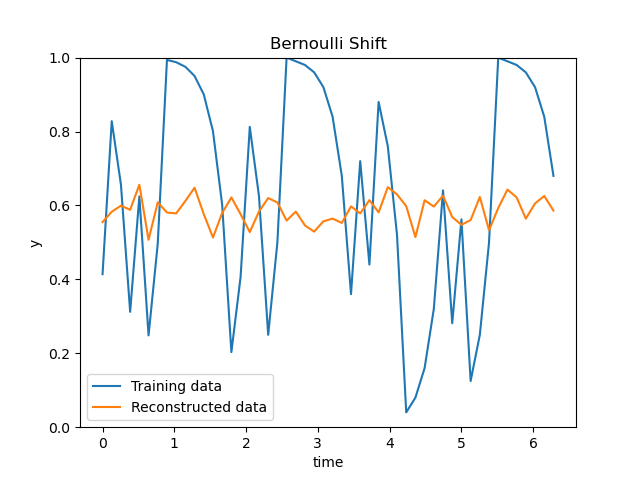 Bernoulli Shift
1.0
0.8
0.6
0.4
0.2
0.0
y
Training data
Reconstructed data
0 1 2 3 4 5 6
time